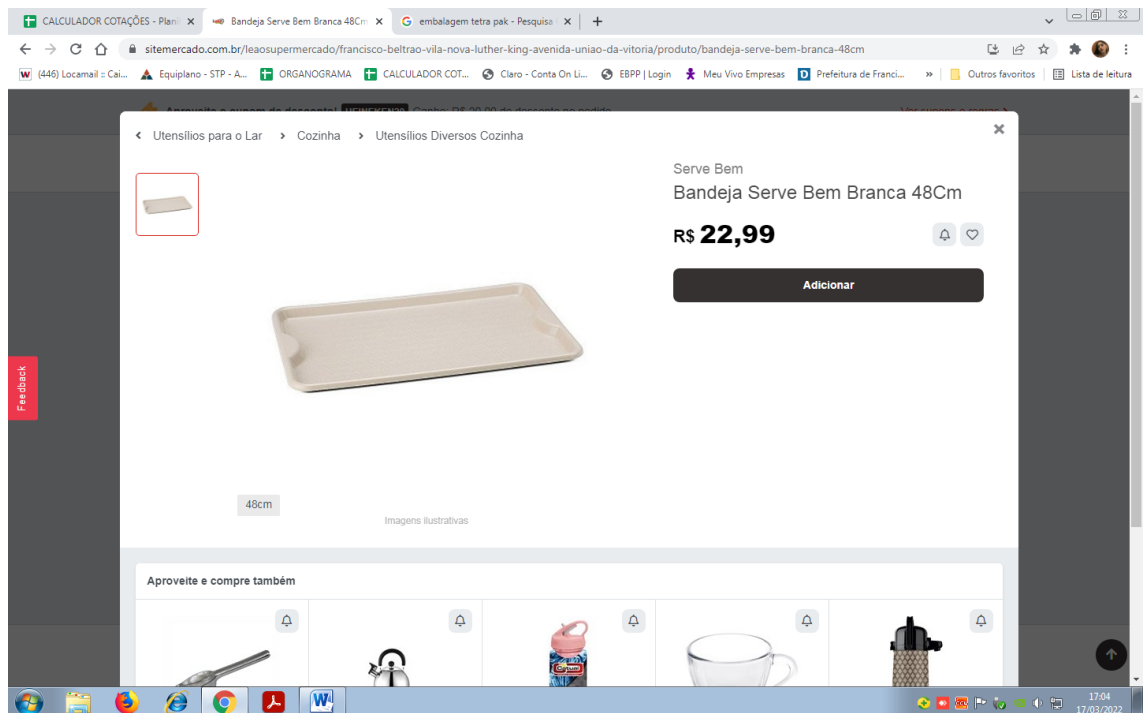 CALCULADOR COTAÇÕES - Plani
Bandeja Serve Bem Branca 48Cm
embalagem tetra pak - Pesquisa
sitemercado.com.br/leaosupermercado/francisco-beltrao-vila-nova-luther-king-avenida-uniao-da-vitoria/produto/bandeja-serve-bem-branca-48cm
(446) Locamail :: Cai...
Equiplano - STP - A...
ORGANOGRAMA
CALCULADOR COT...
Claro - Conta On Li...
EBPP | Login
Meu Vivo Empresas
Prefeitura de Franci...
»
Outros favoritos
Lista de leitura
Utensílios para o Lar > Cozinha > Utensílios Diversos Cozinha
Serve Bem
Bandeja Serve Bem Branca 48Cm
R$ 22,99
Adicionar
Feedback
48cm
Imagens ilustrativas
Aproveite e compre também
17:04
17/03/2022